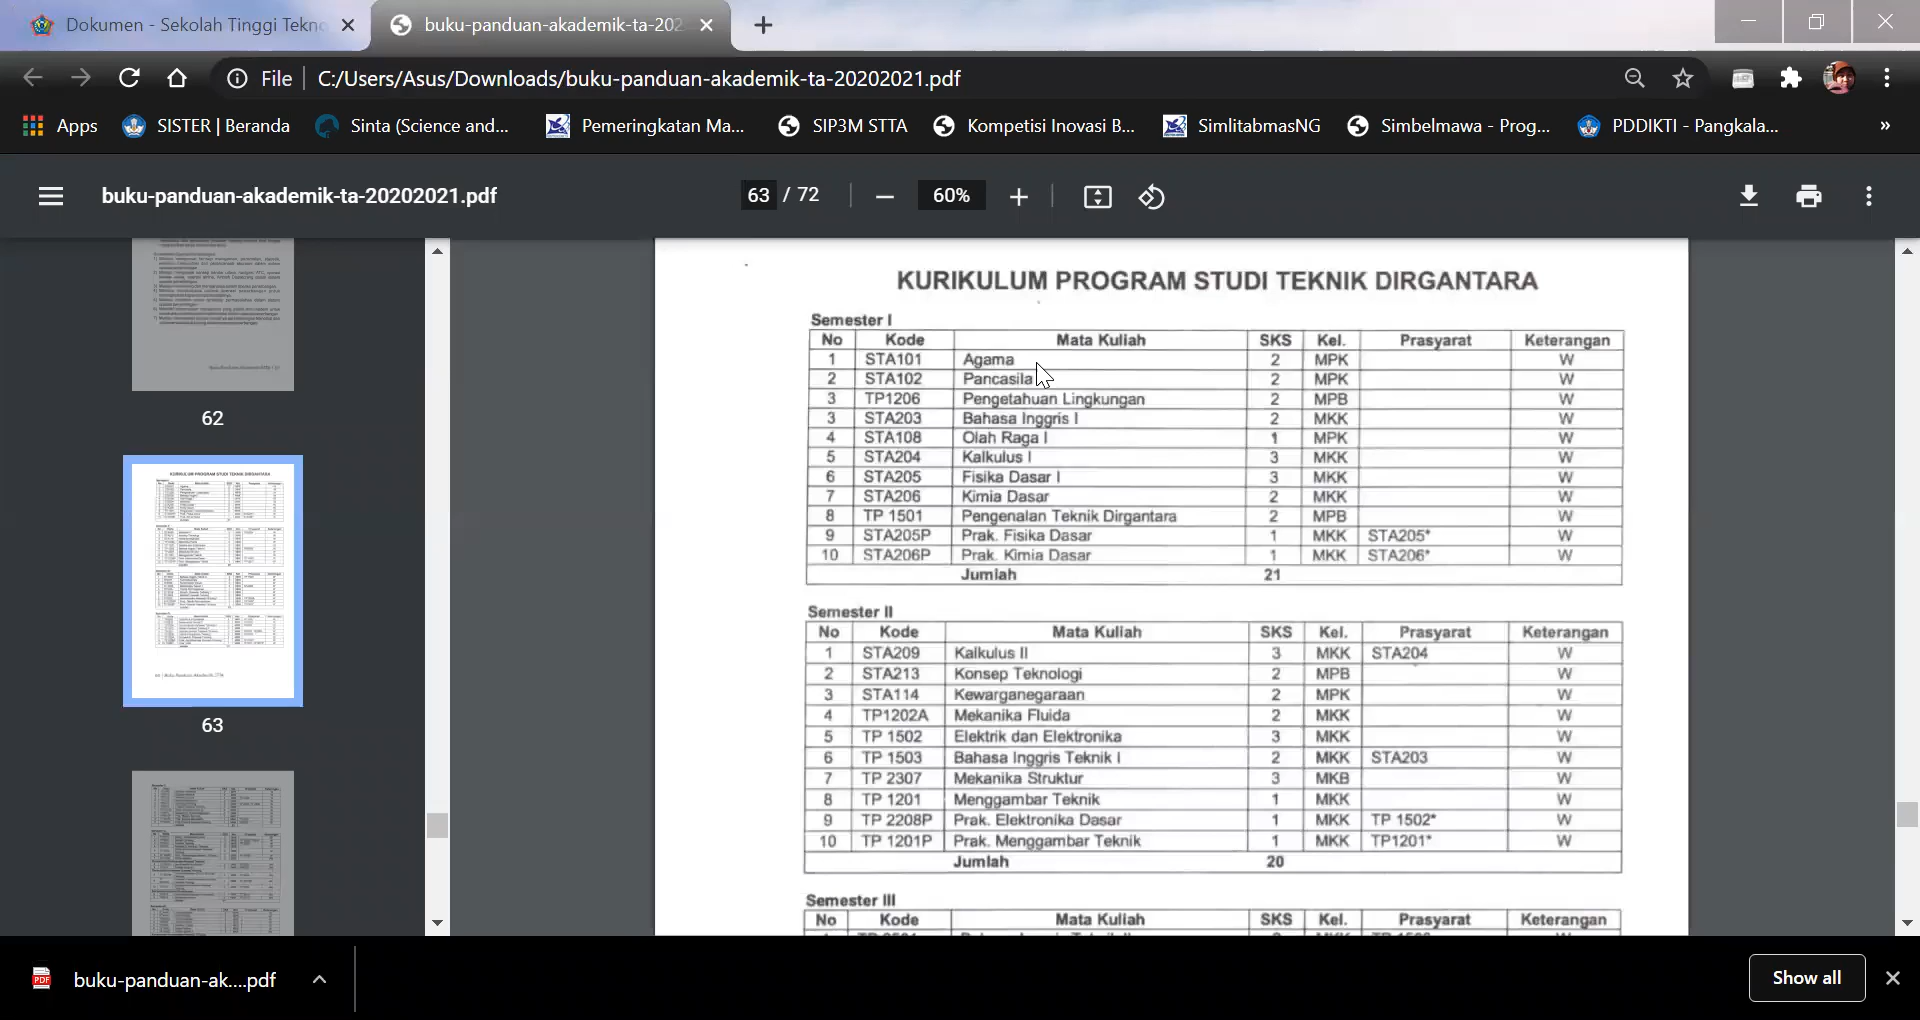 Dokumen - Sekolah Tinggi Tekno
buku-panduan-akademik-ta-202
File C:/Users/Asus/Downloads/buku-panduan-akademik-ta-20202021.pdf
Apps SISTER | Beranda Sinta (Science and... Pemeringkatan Ma... SIP3M STTA Kompetisi Inovasi B... SimlitabmasNG Simbelmawa - Prog... PDDIKTI - Pangkala... »
buku-panduan-akademik-ta-20202021.pdf 63 / 72 60%
62
63
KURIKULUM PROGRAM STUDI TEKNIK DIRGANTARA
Semester I
No Kode Mata Kuliah SKS Kel. Prasyarat Keterangan
1 STA101 Agama 2 MPK W
2 STA102 Pancasila 2 MPK W
3 TP1206 Pengetahuan Lingkungan 2 MPB W
3 STA203 Bahasa Inggris I 2 MKK W
4 STA108 Olah Raga I 1 MPK W
5 STA204 Kalkulus I 3 MKK W
6 STA205 Fisika Dasar I 3 MKK W
7 STA206 Kimia Dasar 2 MKK W
8 TP 1501 Pengenalan Teknik Dirgantara 2 MPB W
9 STA205P Prak. Fisika Dasar 1 MKK STA205* W
10 STA206P Prak. Kimia Dasar 1 MKK STA206* W
Jumlah 21
Semester II
No Kode Mata Kuliah SKS Kel. Prasyarat Keterangan
1 STA209 Kalkulus II 3 MKK STA204 W
2 STA213 Konsep Teknologi 2 MPB W
3 STA114 Kewarganegaraan 2 MPK W
4 TP1202A Mekanika Fluida 2 MKK W
5 TP 1502 Elektrik dan Elektronika 3 MKK W
6 TP 1503 Bahasa Inggris Teknik I 2 MKK STA203 W
7 TP 2307 Mekanika Struktur 3 MKB W
8 TP 1201 Menggambar Teknik 1 MKK W
9 TP 2208P Prak. Elektronika Dasar 1 MKK TP 1502* W
10 TP 1201P Prak. Menggambar Teknik 1 MKK TP1201* W
Jumlah 20
Semester III
No Kode Mata Kuliah SKS Kel. Prasyarat Keterangan
buku-panduan-ak....pdf
Show all